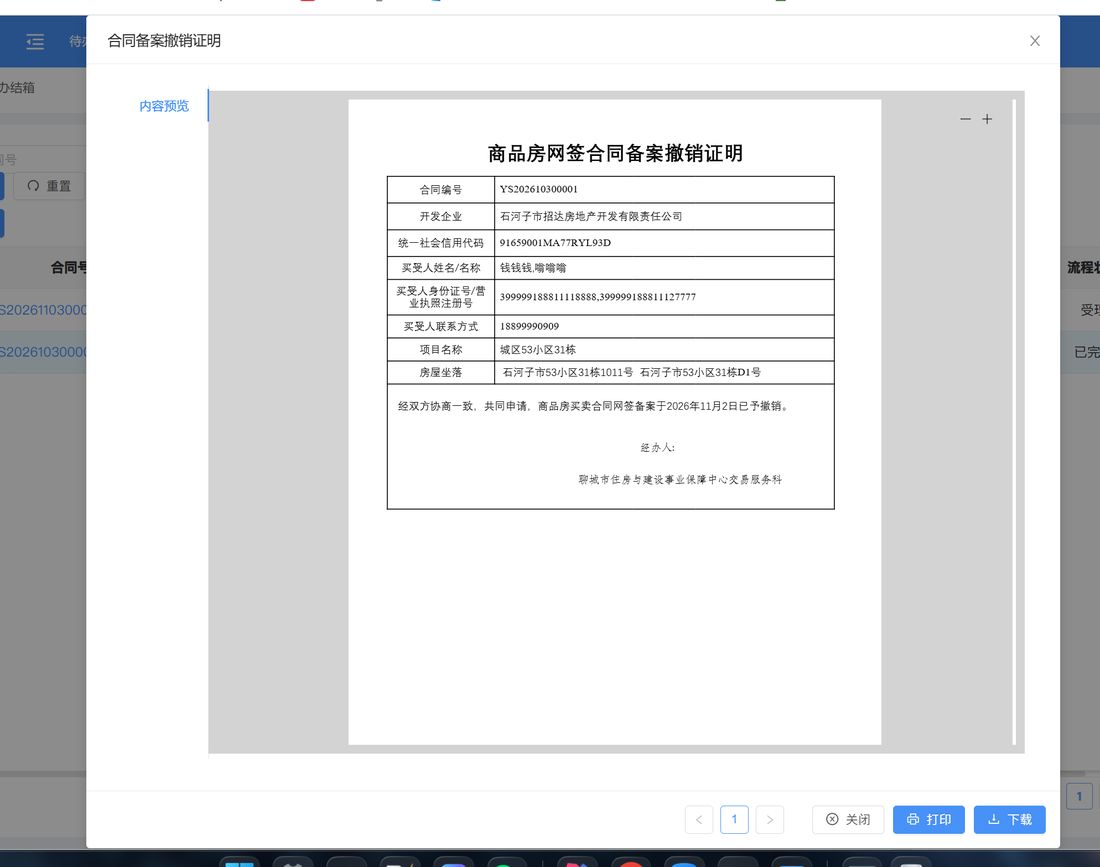 合同备案撤销证明
待办
办结箱
内容预览
重置
合同号
流程状
受理
已完
商品房网签合同备案撤销证明
合同编号 YS202610300001
开发企业 石河子市招达房地产开发有限责任公司
统一社会信用代码 91659001MA77RYL93D
买受人姓名/名称 钱钱钱,嗡嗡嗡
买受人身份证号/营
业执照注册号 399999188811118888,399999188811127777
买受人联系方式 18899990909
项目名称 城区53小区31栋
房屋坐落 石河子市53小区31栋1011号 石河子市53小区31栋D1号
经双方协商一致，共同申请，商品房买卖合同网签备案于2026年11月2日已予撤销。
经办人:
聊城市住房与建设事业保障中心交易服务科
1
关闭
打印
下载
1